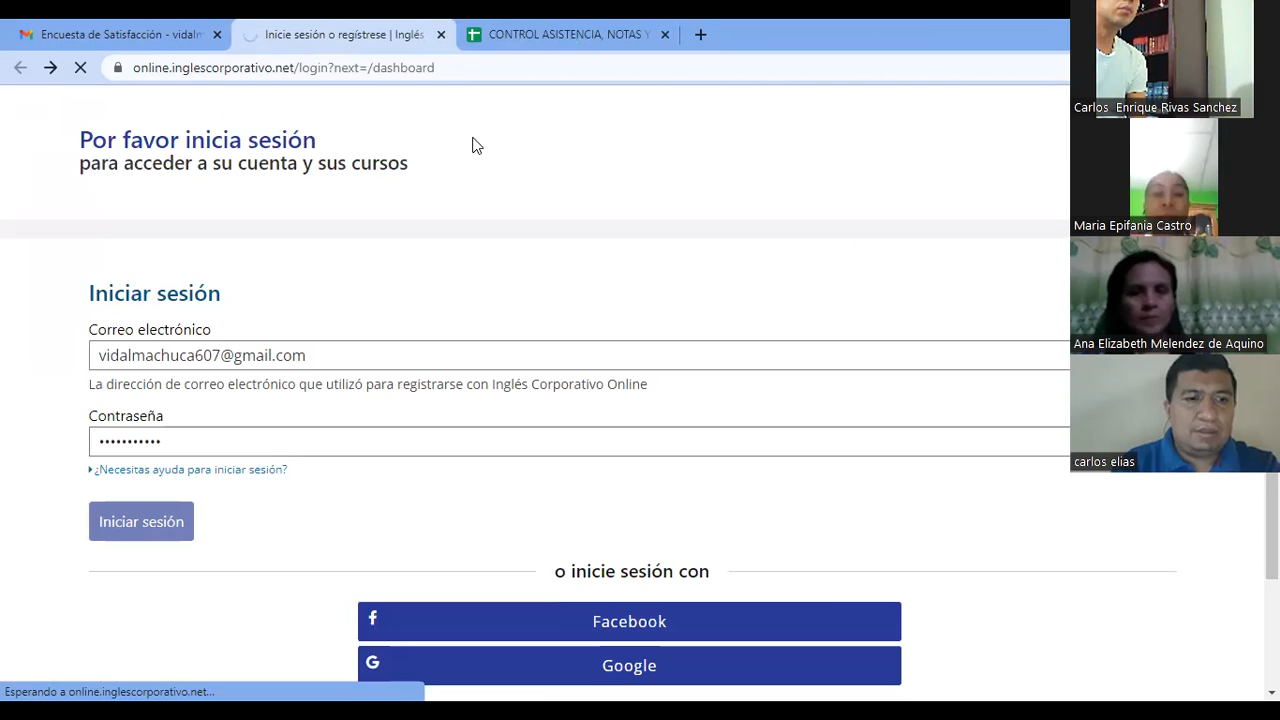 Encuesta de Satisfacción - vidalm
Inicie sesión o regístrese | Inglés
CONTROL ASISTENCIA, NOTAS Y
online.inglescorporativo.net/login?next=/dashboard
Por favor inicia sesión
para acceder a su cuenta y sus cursos
Iniciar sesión
Correo electrónico
vidalmachuca607@gmail.com
La dirección de correo electrónico que utilizó para registrarse con Inglés Corporativo Online
Contraseña
•••••••••••
¿Necesitas ayuda para iniciar sesión?
Iniciar sesión
o inicie sesión con
Facebook
Google
Esperando a online.inglescorporativo.net...
Carlos Enrique Rivas Sanchez
Maria Epifania Castro
Ana Elizabeth Melendez de Aquino
carlos elias